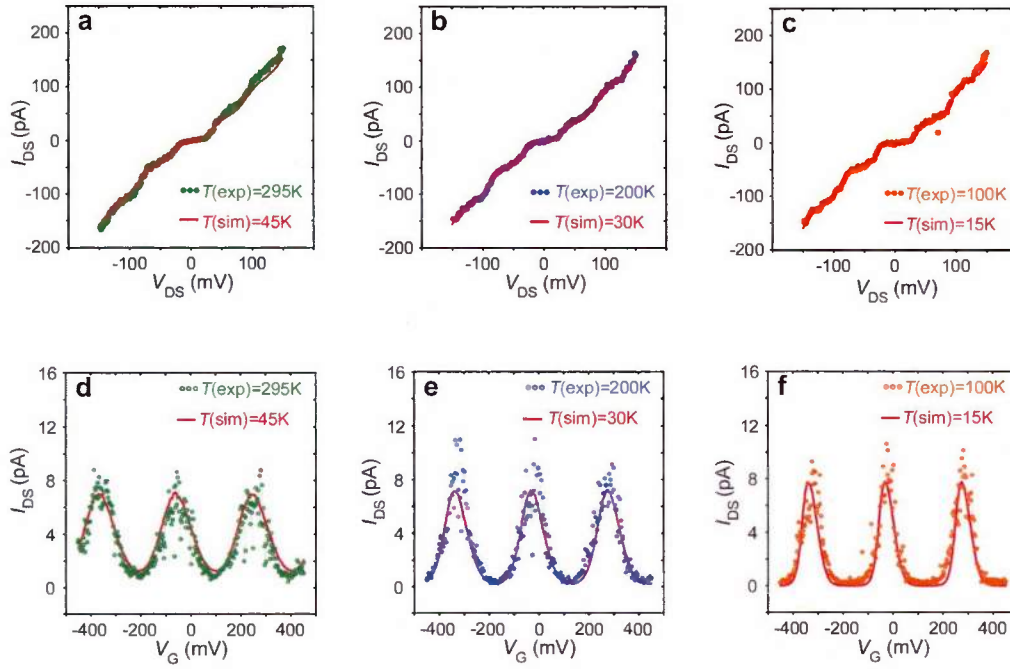 a
200
100
0
-100
-200
I_DS (pA)
T(exp)=295K
T(sim)=45K
-100 0 100
V_DS (mV)
b
200
100
0
-100
-200
I_DS (pA)
T(exp)=200K
T(sim)=30K
-100 0 100
V_DS (mV)
c
200
100
0
-100
-200
I_DS (pA)
T(exp)=100K
T(sim)=15K
-100 0 100
V_DS (mV)
d
16
12
8
4
0
I_DS (pA)
T(exp)=295K
T(sim)=45K
-400 -200 0 200 400
V_G (mV)
e
16
12
8
4
0
I_DS (pA)
T(exp)=200K
T(sim)=30K
-400 -200 0 200 400
V_G (mV)
f
16
12
8
4
0
I_DS (pA)
T(exp)=100K
T(sim)=15K
-400 -200 0 200 400
V_G (mV)